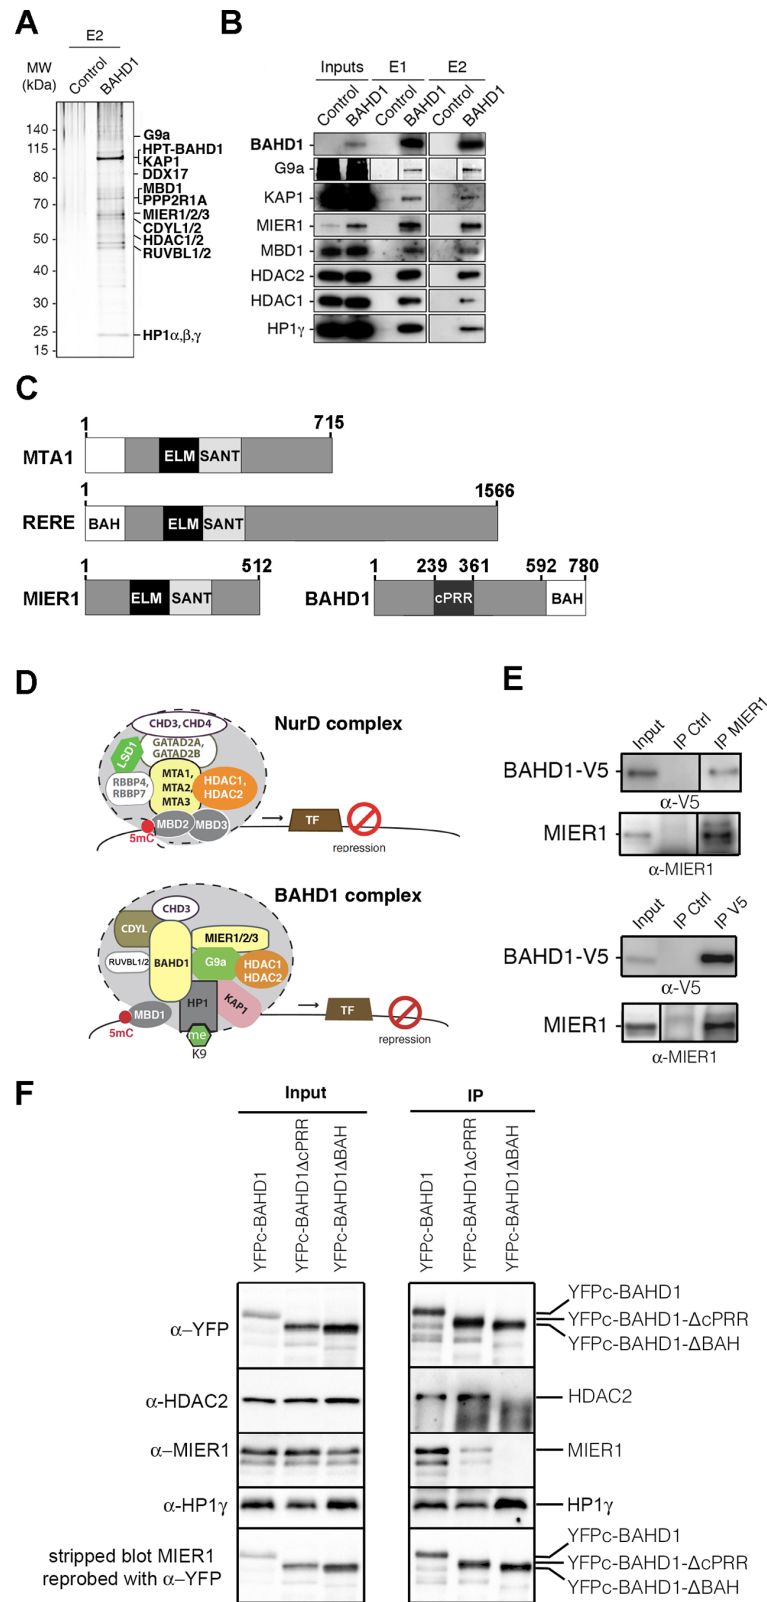 A
E2
Control
BAHD1
MW
(kDa)
140
115
80
70
50
40
30
25
15
G9a
HPT-BAHD1
KAP1
DDX17
MBD1
PPP2R1A
MIER1/2/3
CDYL1/2
HDAC1/2
RUVBL1/2
HP1α,β,γ
B
Inputs E1 E2
Control BAHD1 Control BAHD1 Control BAHD1
BAHD1
G9a
KAP1
MIER1
MBD1
HDAC2
HDAC1
HP1γ
C
1 715
MTA1 ELM SANT
1 1566
RERE BAH ELM SANT
1 512
MIER1 ELM SANT
1 239 361 592 780
BAHD1 cPRR BAH
D
NurD complex
CHD3, CHD4
GATAD2A,
GATAD2B
LSD1
RBBP4,
RBBP7
MTA1,
MTA2,
MTA3
HDAC1,
HDAC2
MBD2 MBD3
5mC
TF
repression
BAHD1 complex
CHD3
CDYL
MIER1/2/3
RUVBL1/2
BAHD1
G9a
HDAC1
HDAC2
HP1
KAP1
MBD1
5mC
me
K9
TF
repression
E
Input IP Ctrl IP MIER1
BAHD1-V5
α-V5
MIER1
α-MIER1
Input IP Ctrl IP V5
BAHD1-V5
α-V5
MIER1
α-MIER1
F
Input IP
YFPc-BAHD1 YFPc-BAHD1ΔcPRR YFPc-BAHD1ΔBAH
YFPc-BAHD1 YFPc-BAHD1ΔcPRR YFPc-BAHD1ΔBAH
α–YFP
YFPc-BAHD1
YFPc-BAHD1-ΔcPRR
YFPc-BAHD1-ΔBAH
α-HDAC2 HDAC2
α–MIER1 MIER1
α-HP1γ HP1γ
stripped blot MIER1
reprobed with α–YFP
YFPc-BAHD1
YFPc-BAHD1-ΔcPRR
YFPc-BAHD1-ΔBAH